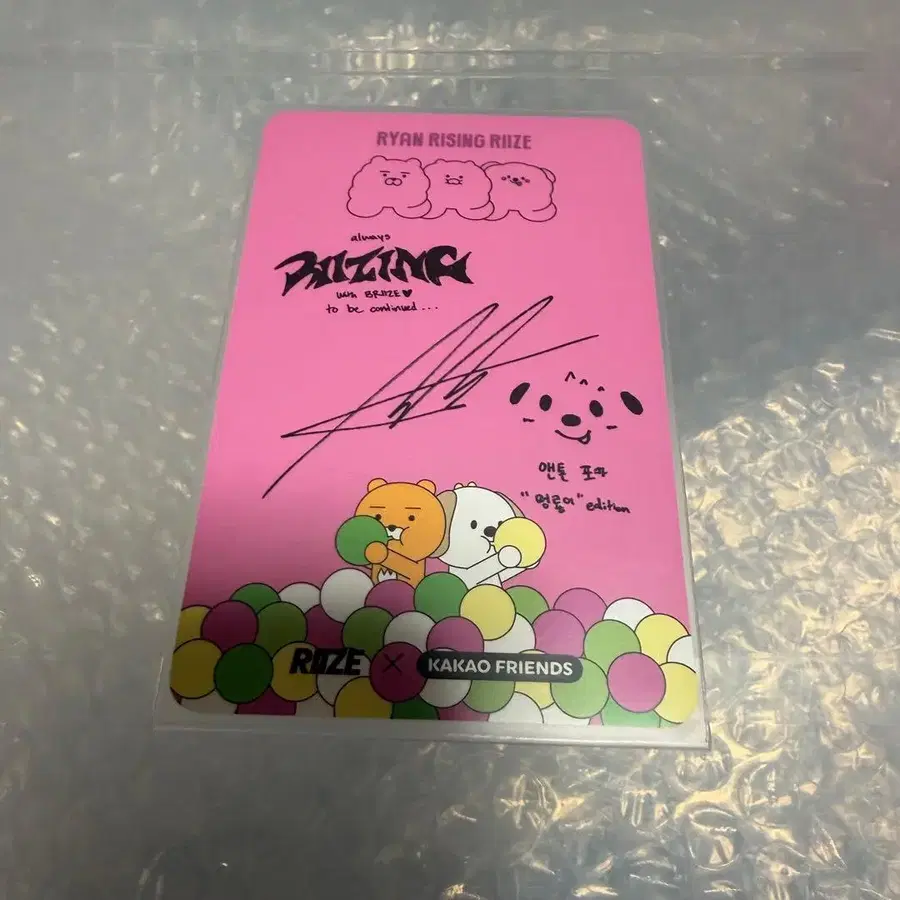 RYAN RISING RIIZE
always
RIIZING
with BRIIZE♥
to be continued...
앤톤 포카
"멍룡이" edition
RIIZE × KAKAO FRIENDS